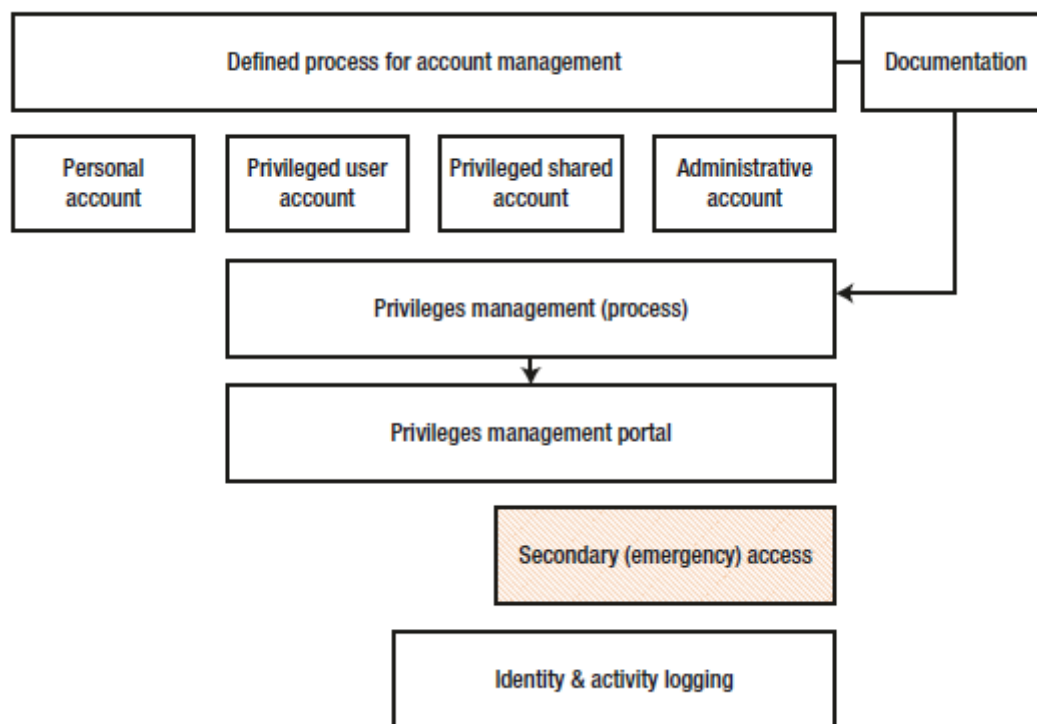 Defined process for account management
Documentation
Personal
account
Privileged user
account
Privileged shared
account
Administrative
account
Privileges management (process)
Privileges management portal
Secondary (emergency) access
Identity & activity logging